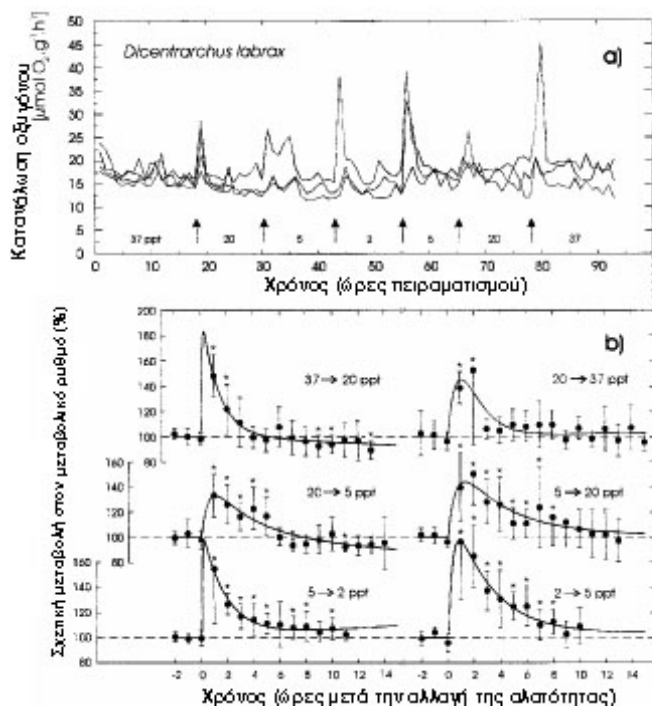 Κατανάλωση οξυγόνου
[μmol O₂.g⁻¹.h⁻¹]
50
45
40
35
30
25
20
15
10
5
0
Dicentrarchus labrax
a)
37 ppt 20 5 2 5 20 37
0 10 20 30 40 50 60 70 80 90
Χρόνος (ώρες πειραματισμού)
Σχετική μεταβολή στον μεταβολικό ρυθμό (%)
b)
200
180
160
140
120
100
80
37→20 ppt
20→37 ppt
160
140
120
100
80
20→5 ppt
5→20 ppt
160
140
120
100
80
5→2 ppt
2→5 ppt
-2 0 2 4 6 8 10 12 14 -2 0 2 4 6 8 10 12 14
Χρόνος (ώρες μετά την αλλαγή της αλατότητας)